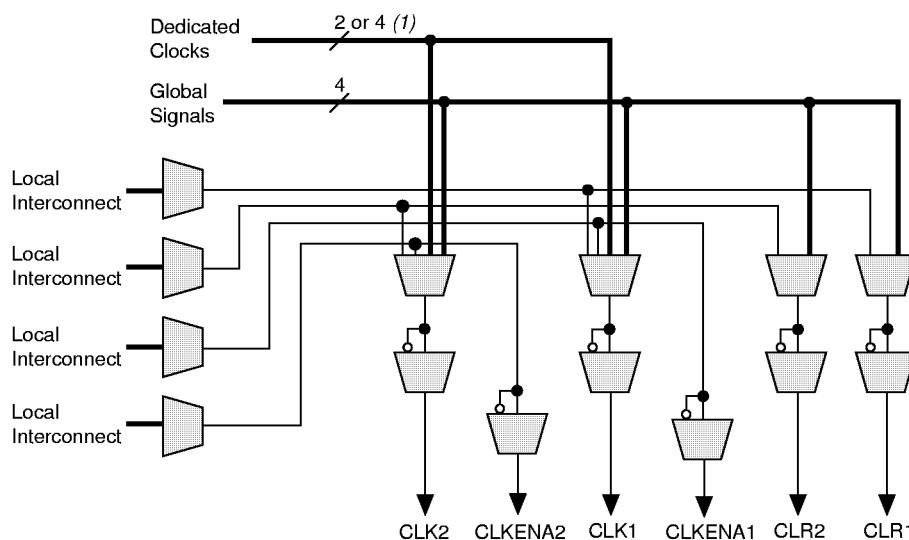 Dedicated
Clocks
2 or 4 (1)
Global
Signals
4
Local
Interconnect
Local
Interconnect
Local
Interconnect
Local
Interconnect
CLK2 CLKENA2 CLK1 CLKENA1 CLR2 CLR1